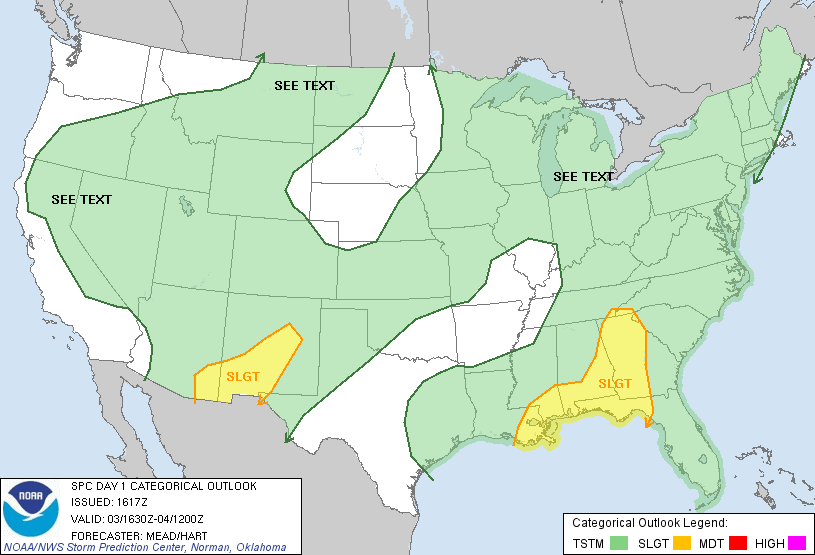 SEE TEXT
SEE TEXT
SEE TEXT
SLGT
SLGT
NOAA
SPC DAY 1 CATEGORICAL OUTLOOK
ISSUED: 1617Z
VALID: 03/1630Z-04/1200Z
FORECASTER: MEAD/HART
NOAA/NWS Storm Prediction Center, Norman, Oklahoma
Categorical Outlook Legend:
TSTM SLGT MDT HIGH